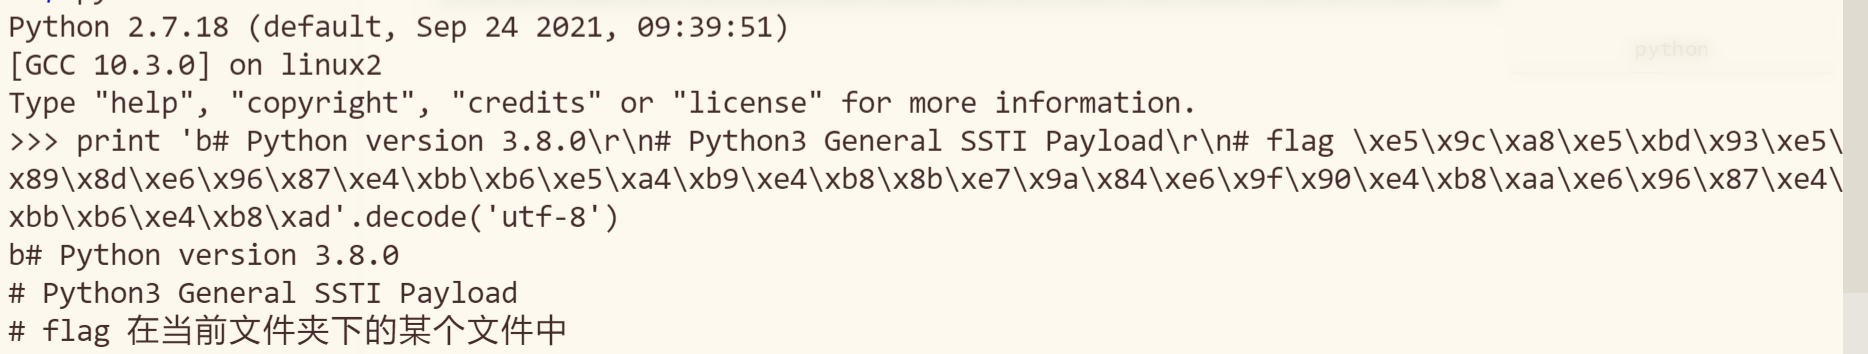 Python 2.7.18 (default, Sep 24 2021, 09:39:51)
[GCC 10.3.0] on linux2
python
Type "help", "copyright", "credits" or "license" for more information.
>>> print 'b# Python version 3.8.0\r\n# Python3 General SSTI Payload\r\n# flag \xe5\x9c\xa8\xe5\xbd\x93\xe5\
x89\x8d\xe6\x96\x87\xe4\xbb\xb6\xe5\xa4\xb9\xe4\xb8\x8b\xe7\x9a\x84\xe6\x9f\x90\xe4\xb8\xaa\xe6\x96\x87\xe4\
xbb\xb6\xe4\xb8\xad'.decode('utf-8')
b# Python version 3.8.0
# Python3 General SSTI Payload
# flag 在当前文件夹下的某个文件中